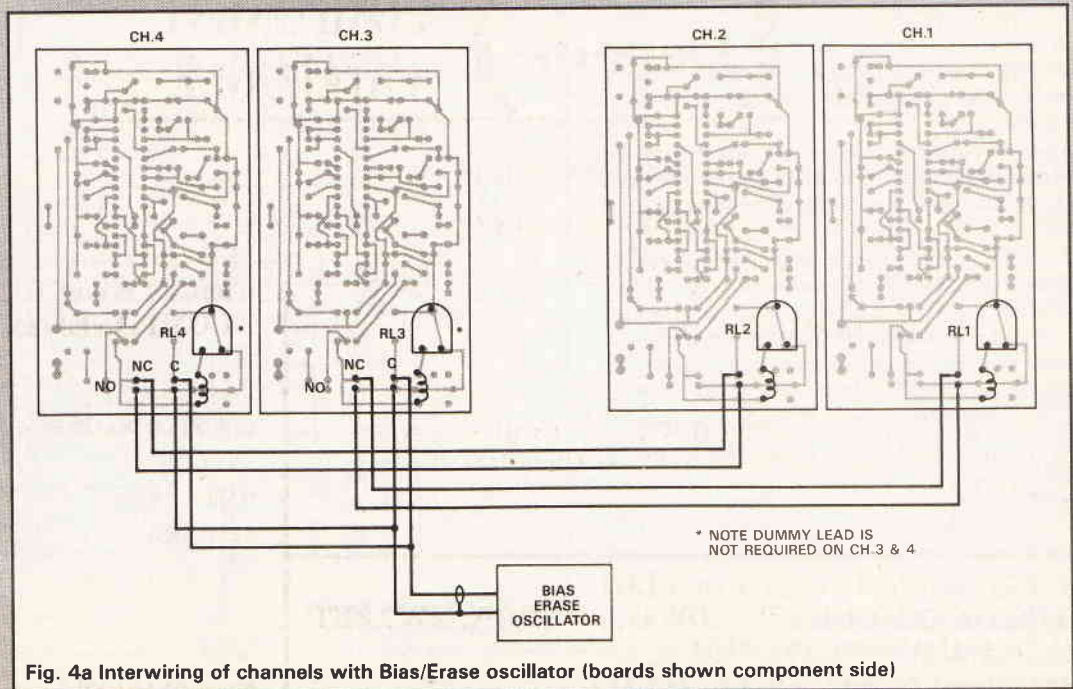 CH.4 CH.3 CH.2 CH.1
RL4 RL3 RL2 RL1
NC C NC C
NO NO
* NOTE DUMMY LEAD IS
NOT REQUIRED ON CH.3 & 4
BIAS
ERASE
OSCILLATOR
Fig. 4a Interwiring of channels with Bias/Erase oscillator (boards shown component side)